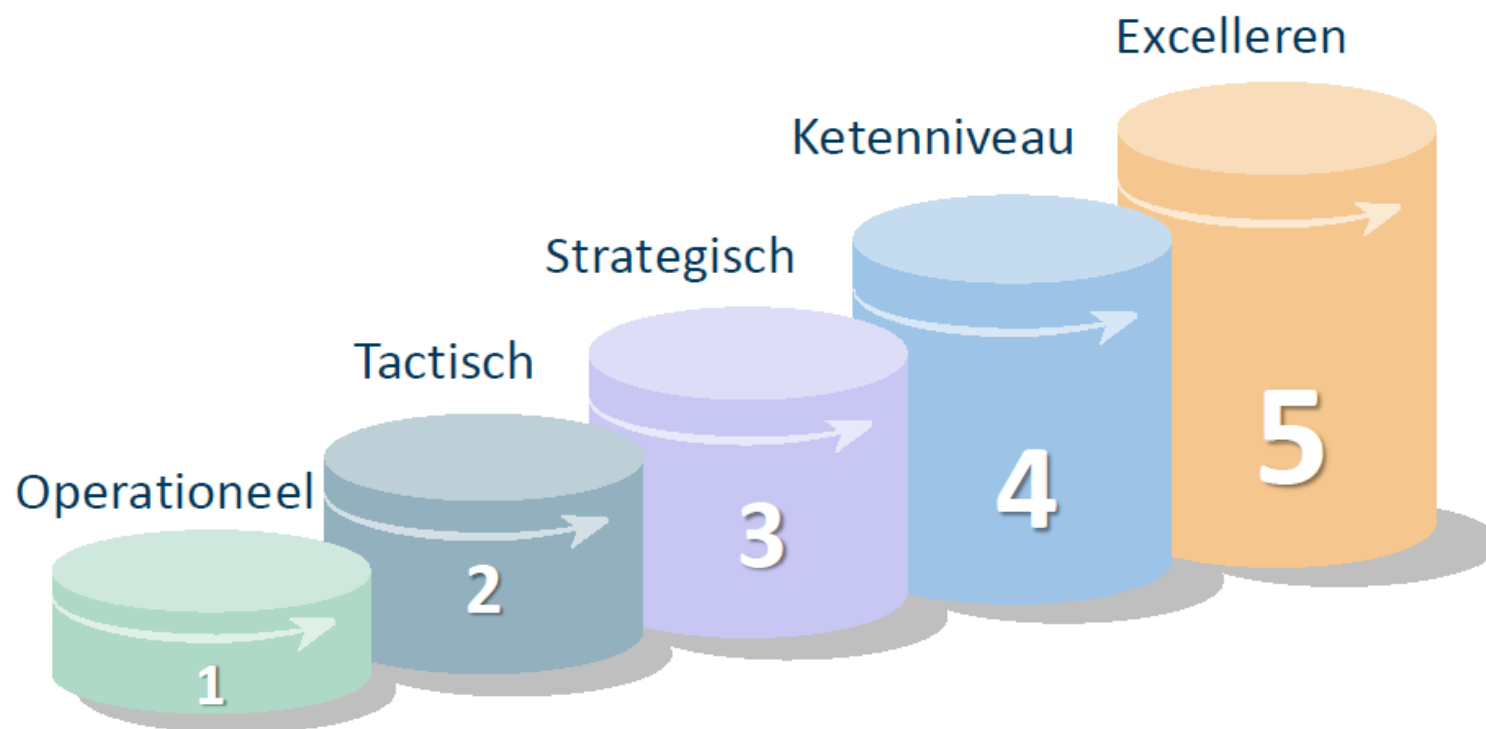 Operationeel
1
Tactisch
2
Strategisch
3
Ketenniveau
4
Excelleren
5